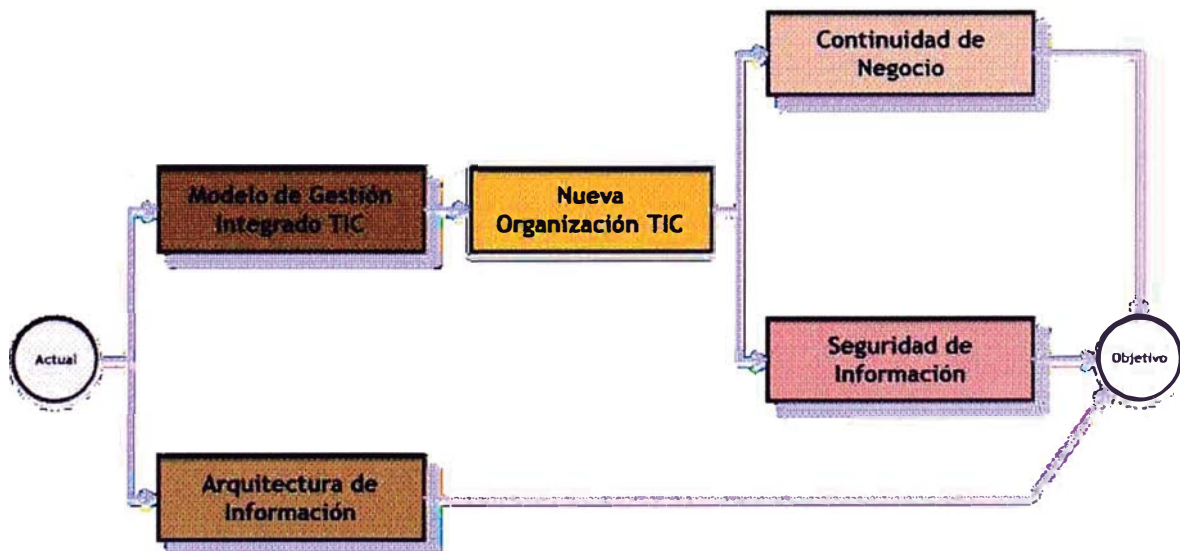 Continuidad de
Negocio
Modelo de Gestión
Integrado TIC
Nueva
Organización TIC
Actual
Seguridad de
Información
Objetivo
Arquitectura de
Información